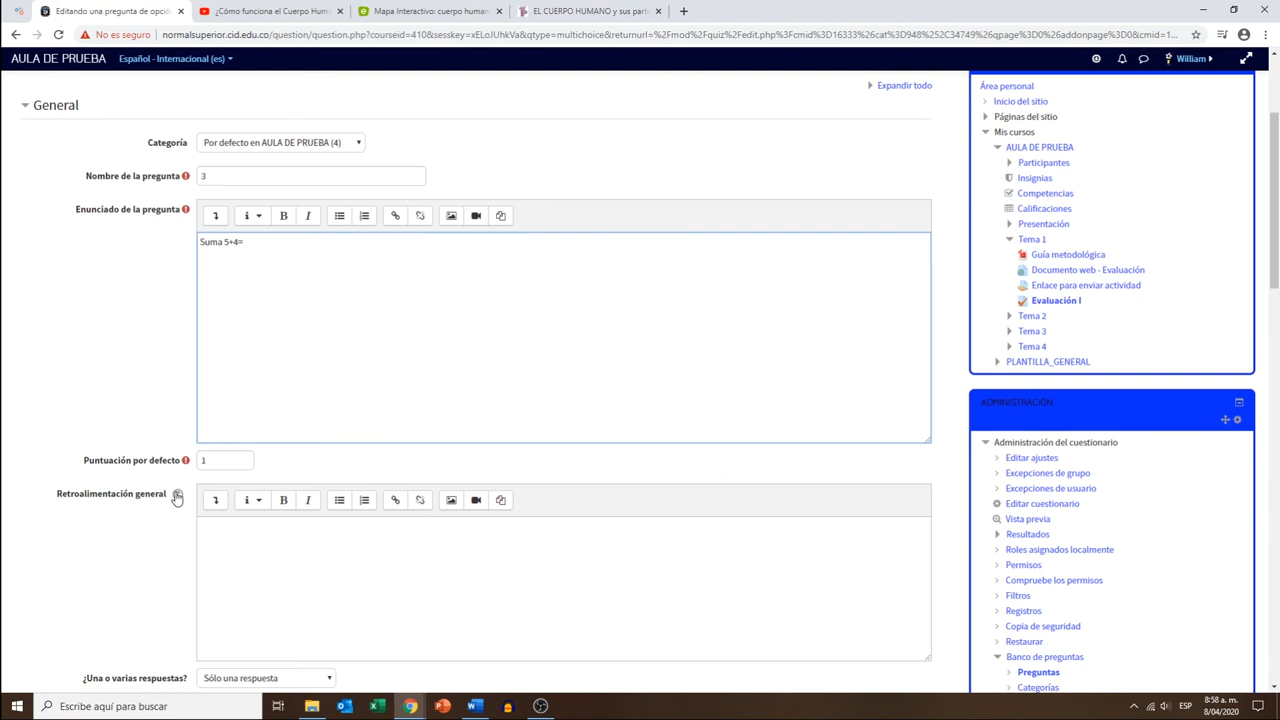 Editando una pregunta de opció
¿Cómo funciona el Cuerpo Hum
Mapa Interactivo: cuerpo human
EL CUERPO HUMANO y sus part
No es seguro
normalsuperior.cid.edu.co/question/question.php?courseid=410&sesskey=xELoJUhkVa&qtype=multichoice&returnurl=%2Fmod%2Fquiz%2Fedit.php%3Fcmid%3D16333%26cat%3D948%252C34749%26qpage%3D0%26addonpage%3D0&cmid=1...
AULA DE PRUEBA
Español - Internacional (es)
William
Expandir todo
General
Categoría
Por defecto en AULA DE PRUEBA (4)
Nombre de la pregunta
3
Enunciado de la pregunta
Suma 5+4=
Puntuación por defecto
1
Retroalimentación general
¿Una o varias respuestas?
Sólo una respuesta
Área personal
Inicio del sitio
Páginas del sitio
Mis cursos
AULA DE PRUEBA
Participantes
Insignias
Competencias
Calificaciones
Presentación
Tema 1
Guía metodológica
Documento web - Evaluación
Enlace para enviar actividad
Evaluación I
Tema 2
Tema 3
Tema 4
PLANTILLA_GENERAL
ADMINISTRACIÓN
Administración del cuestionario
Editar ajustes
Excepciones de grupo
Excepciones de usuario
Editar cuestionario
Vista previa
Resultados
Roles asignados localmente
Permisos
Compruebe los permisos
Filtros
Registros
Copia de seguridad
Restaurar
Banco de preguntas
Preguntas
Categorías
Escribe aquí para buscar
ESP
8:58 a. m.
8/04/2020